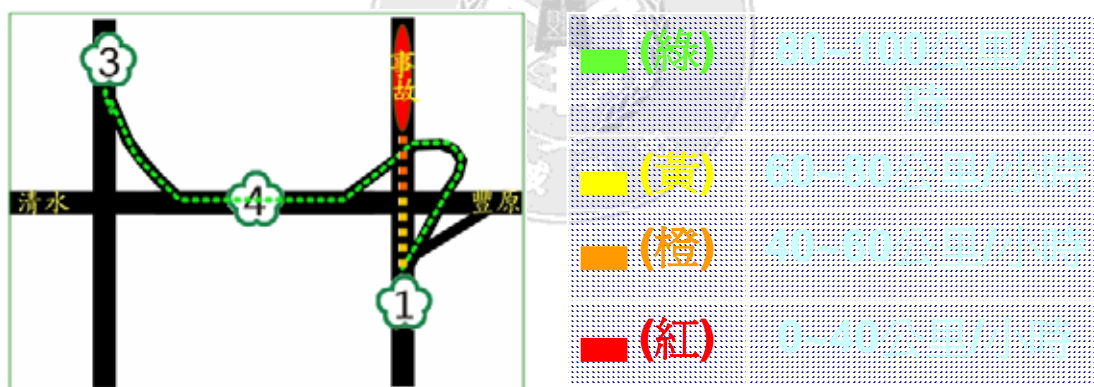 3
事故
清水
4
豐原
1
(綠) 80~100公里/小
時
(黃) 60~80公里/小時
(橙) 40~60公里/小時
(紅) 0~40公里/小時